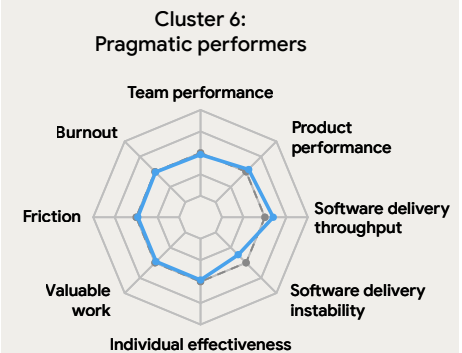 Cluster 6:
Pragmatic performers
Team performance
Burnout
Product
performance
Friction
Software delivery
throughput
Valuable
work
Software delivery
instability
Individual effectiveness